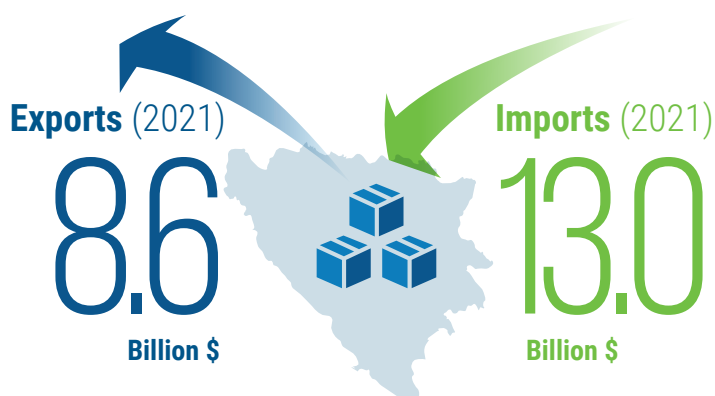 Exports (2021)
8.6
Billion $
Imports (2021)
13.0
Billion $